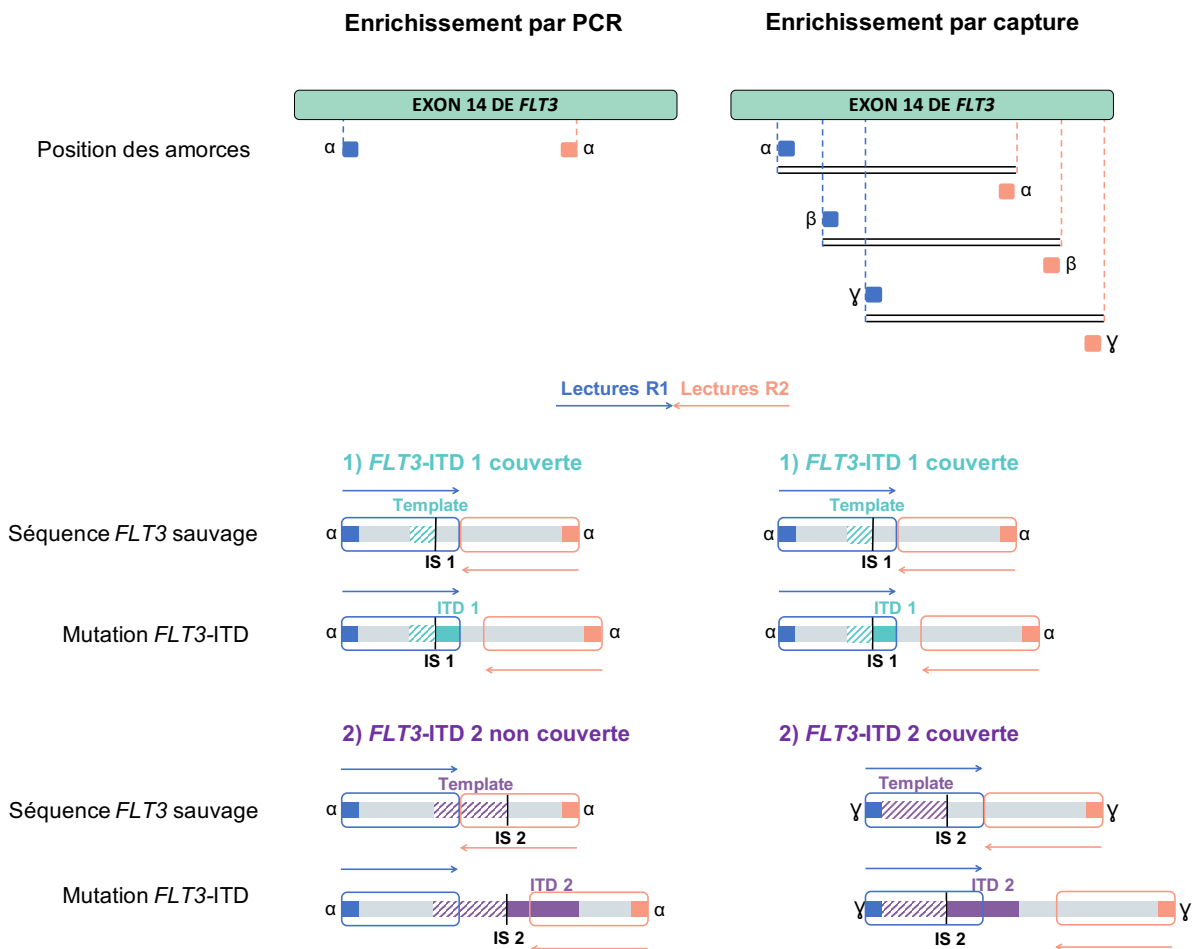 Enrichissement par PCR
Enrichissement par capture
EXON 14 DE FLT3
EXON 14 DE FLT3
Position des amorces
α
α
α
α
β
β
Ɣ
Ɣ
Lectures R1
Lectures R2
1) FLT3-ITD 1 couverte
1) FLT3-ITD 1 couverte
Séquence FLT3 sauvage
Template
α
α
IS 1
Template
α
α
IS 1
Mutation FLT3-ITD
ITD 1
α
α
IS 1
ITD 1
α
α
IS 1
2) FLT3-ITD 2 non couverte
2) FLT3-ITD 2 couverte
Séquence FLT3 sauvage
Template
α
α
IS 2
Template
Ɣ
Ɣ
IS 2
Mutation FLT3-ITD
ITD 2
α
α
IS 2
ITD 2
Ɣ
Ɣ
IS 2